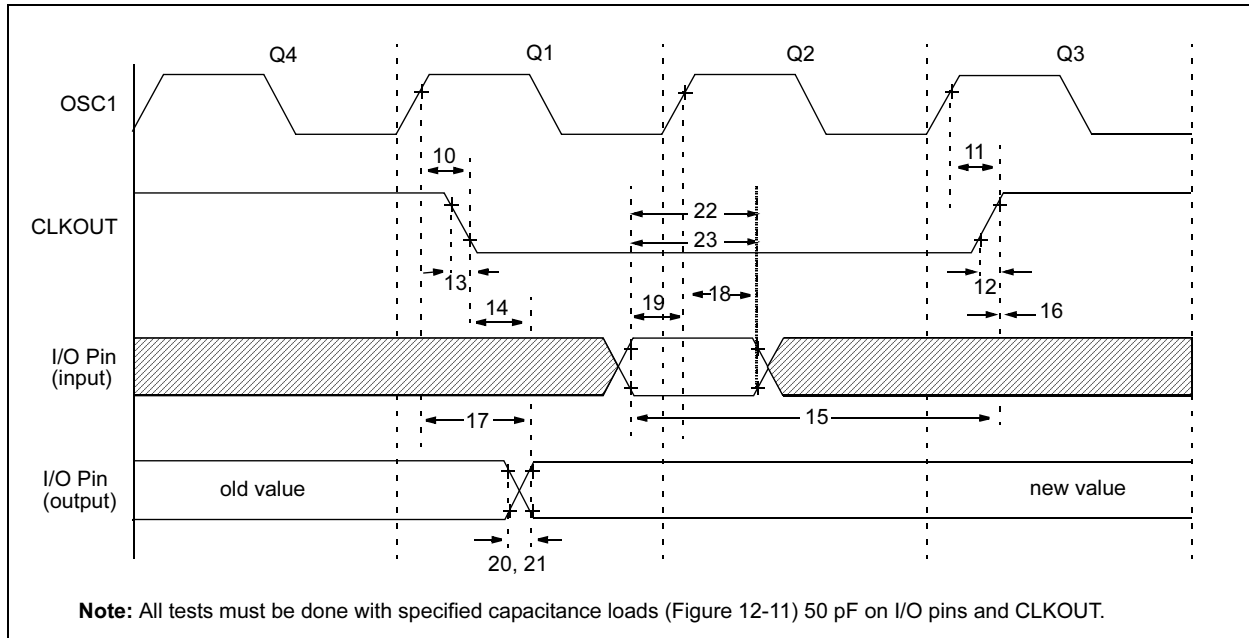 Q4 Q1 Q2 Q3
OSC1
10 11
22
CLKOUT
23
13 12
14 19 18 16
I/O Pin
(input)
17 15
I/O Pin
(output)
old value new value
20, 21
Note: All tests must be done with specified capacitance loads (Figure 12-11) 50 pF on I/O pins and CLKOUT.